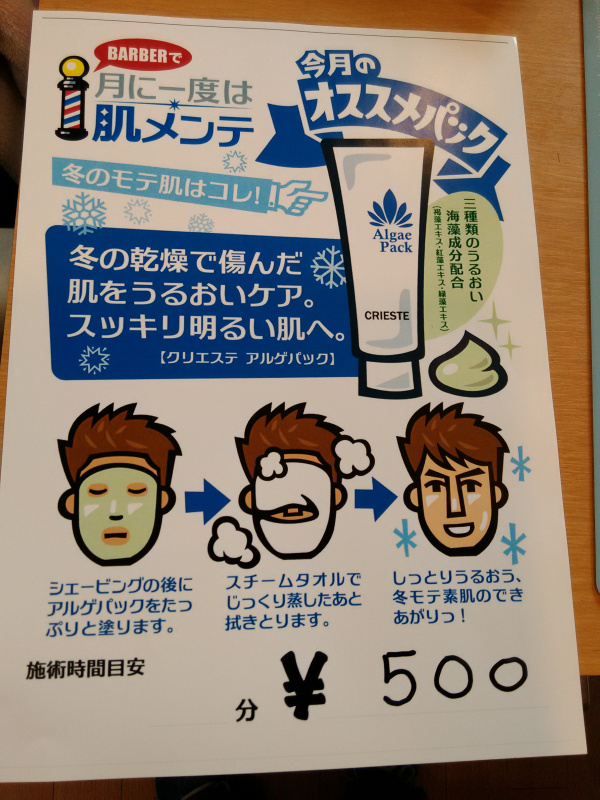 BARBERで
月に一度は
肌メンテ
今月の
オススメパック
冬のモテ肌はコレ!!
冬の乾燥で傷んだ
肌をうるおいケア。
スッキリ明るい肌へ。
【クリエステ アルゲパック】
Algae
Pack
CRIESTE
三種類のうるおい
海藻成分配合
(褐藻エキス・紅藻エキス・緑藻エキス)
シェービングの後に
アルゲパックをたっ
ぷりと塗ります。
スチームタオルで
じっくり蒸したあと
拭きとります。
しっとりうるおう、
冬モテ素肌のでき
あがりっ!
施術時間目安
分 ¥ 500